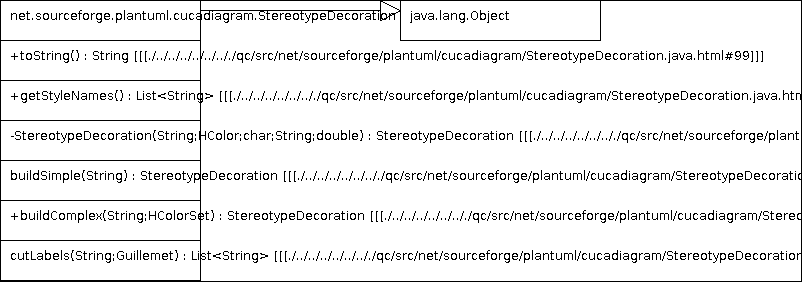 net.sourceforge.plantuml.cucadiagram.StereotypeDecoration
java.lang.Object
+toString() : String [[[./../../../../../../qc/src/net/sourceforge/plantuml/cucadiagram/StereotypeDecoration.java.html#99]]]
+getStyleNames() : List<String> [[[./../../../../../../qc/src/net/sourceforge/plantuml/cucadiagram/StereotypeDecoration.java.htm
-StereotypeDecoration(String;HColor;char;String;double) : StereotypeDecoration [[[./../../../../../../qc/src/net/sourceforge/plant
buildSimple(String) : StereotypeDecoration [[[./../../../../../../qc/src/net/sourceforge/plantuml/cucadiagram/StereotypeDecoratio
+buildComplex(String;HColorSet) : StereotypeDecoration [[[./../../../../../../qc/src/net/sourceforge/plantuml/cucadiagram/Stereo
cutLabels(String;Guillemet) : List<String> [[[./../../../../../../qc/src/net/sourceforge/plantuml/cucadiagram/StereotypeDecoration